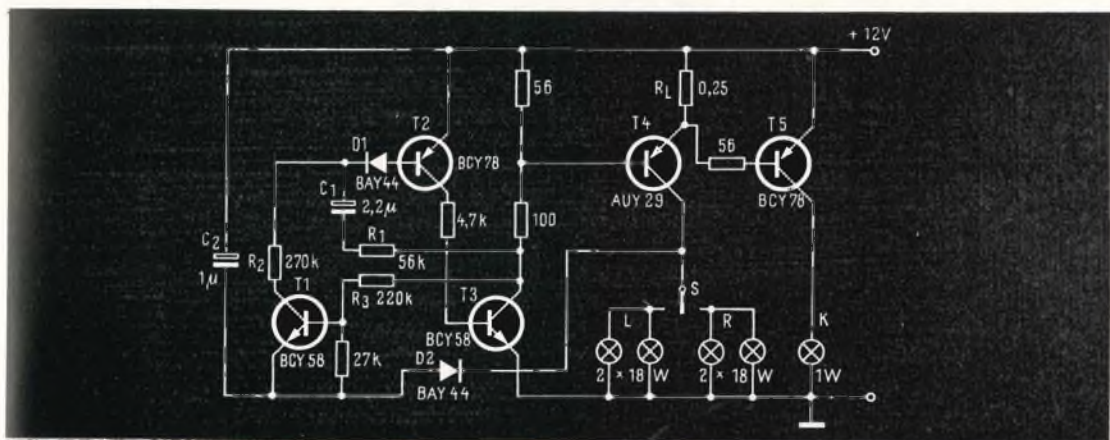 + 12V
56
R_L 0,25
T2
T4
T5
D1
BCY78
56
BAY44
C1
2,2µ
4,7k
AUY 29
BCY78
100
R1
56k
C2
1µ
R2 270k
T1
R3 220k
T3
S
BCY58
L
R
K
BCY 58
27k
D2
BAY 44
2 × 18 W
2 × 18 W
1W